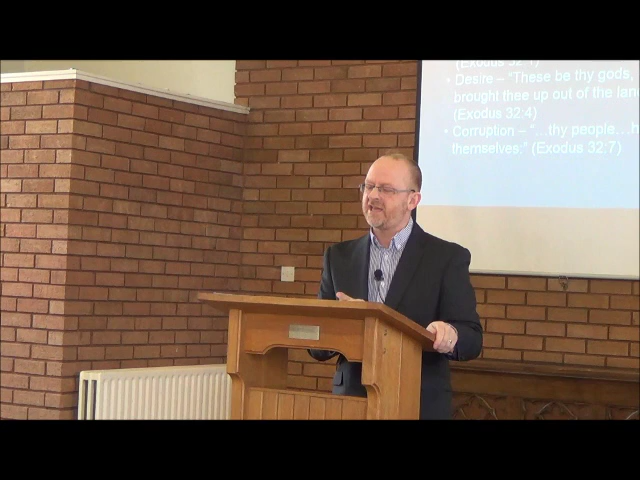 (Exodus 32:1)
• Desire – "These be thy gods,
brought thee up out of the lan
(Exodus 32:4)
• Corruption – "…thy people…h
themselves:" (Exodus 32:7)